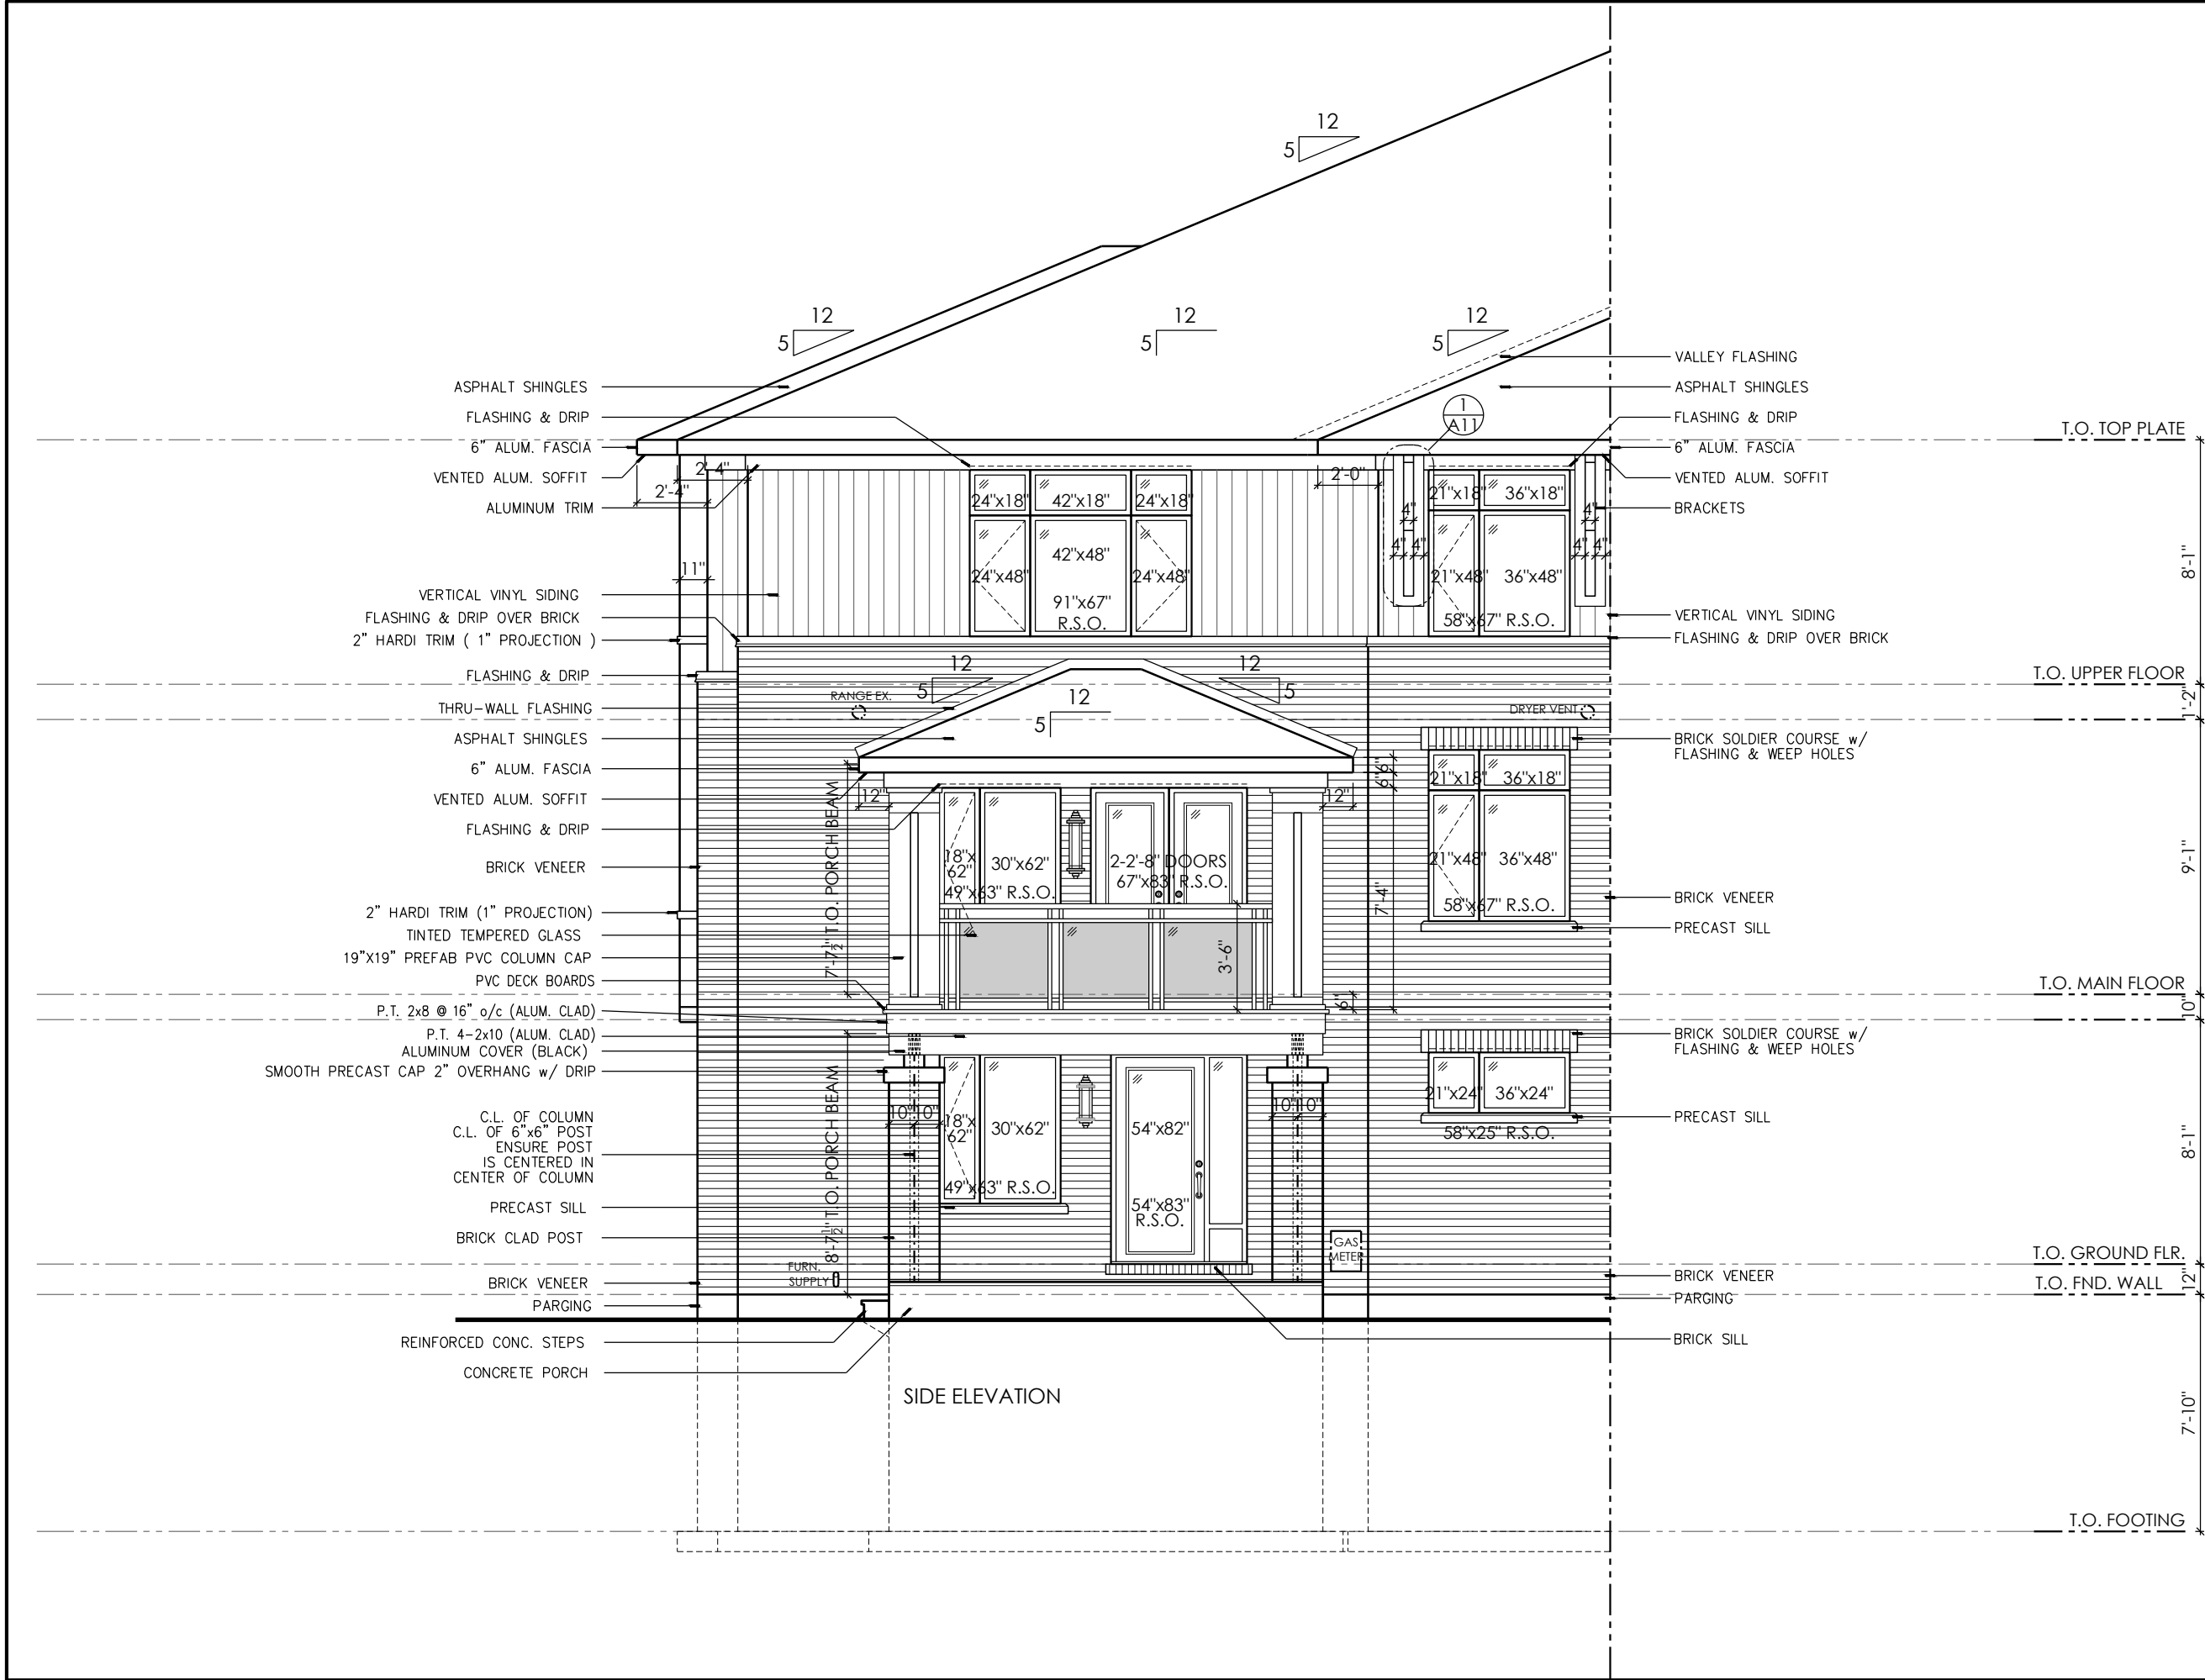 12
5
12
5
12
5
12
5
ASPHALT SHINGLES
FLASHING & DRIP
6" ALUM. FASCIA
VENTED ALUM. SOFFIT
ALUMINUM TRIM
VERTICAL VINYL SIDING
FLASHING & DRIP OVER BRICK
2" HARDI TRIM ( 1" PROJECTION )
FLASHING & DRIP
THRU-WALL FLASHING
ASPHALT SHINGLES
6" ALUM. FASCIA
VENTED ALUM. SOFFIT
FLASHING & DRIP
BRICK VENEER
2" HARDI TRIM (1" PROJECTION)
TINTED TEMPERED GLASS
19"X19" PREFAB PVC COLUMN CAP
PVC DECK BOARDS
P.T. 2x8 @ 16" o/c (ALUM. CLAD)
P.T. 4-2x10 (ALUM. CLAD)
ALUMINUM COVER (BLACK)
SMOOTH PRECAST CAP 2" OVERHANG w/ DRIP
C.L. OF COLUMN
C.L. OF 6"x6" POST
ENSURE POST
IS CENTERED IN
CENTER OF COLUMN
PRECAST SILL
BRICK CLAD POST
BRICK VENEER
PARGING
REINFORCED CONC. STEPS
CONCRETE PORCH
2'-4"
2'-4"
11"
24"x18"
42"x18"
24"x18"
24"x48"
42"x48"
24"x48"
91"x67"
R.S.O.
2'-0"
1
A11
4"
4"
4"
4"
4"
4"
21"x18"
36"x18"
21"x48"
36"x48"
58"x67" R.S.O.
RANGE EX.
12
5
12
5
12
5
DRYER VENT
12"
12"
6"
6"
7'-7 1/2" T.O. PORCH BEAM
18"x
62"
30"x62"
49"x63" R.S.O.
2-2'-8" DOORS
67"x83" R.S.O.
3'-6"
7'-4"
6"
21"x18"
36"x18"
21"x48"
36"x48"
58"x67" R.S.O.
8'-7 1/2" T.O. PORCH BEAM
10"
10"
18"x
62"
30"x62"
49"x63" R.S.O.
54"x82"
54"x83"
R.S.O.
10"
10"
21"x24"
36"x24"
58"x25" R.S.O.
FURN.
SUPPLY
GAS
METER
VALLEY FLASHING
ASPHALT SHINGLES
FLASHING & DRIP
6" ALUM. FASCIA
VENTED ALUM. SOFFIT
BRACKETS
VERTICAL VINYL SIDING
FLASHING & DRIP OVER BRICK
BRICK SOLDIER COURSE w/
FLASHING & WEEP HOLES
BRICK VENEER
PRECAST SILL
BRICK SOLDIER COURSE w/
FLASHING & WEEP HOLES
PRECAST SILL
BRICK VENEER
PARGING
BRICK SILL
T.O. TOP PLATE
8'-1"
T.O. UPPER FLOOR
1'-2"
9'-1"
T.O. MAIN FLOOR
10"
8'-1"
T.O. GROUND FLR.
12"
T.O. FND. WALL
7'-10"
T.O. FOOTING
SIDE ELEVATION